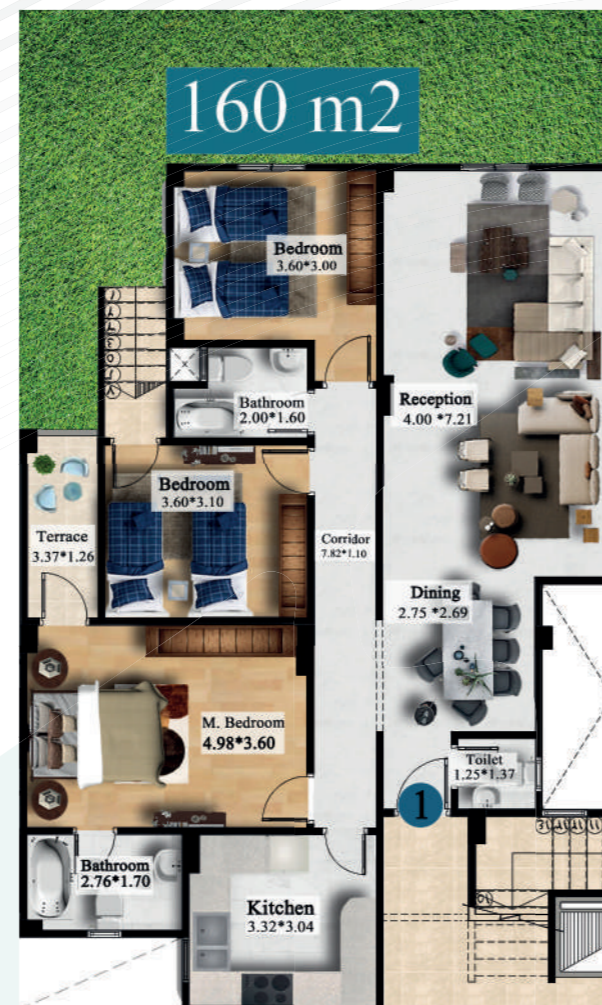 160 m2
Bedroom
3.60*3.00
Bathroom
2.00*1.60
Reception
4.00 *7.21
Bedroom
3.60*3.10
Terrace
3.37*1.26
Corridor
7.82*1.10
Dining
2.75 *2.69
M. Bedroom
4.98*3.60
Toilet
1.25*1.37
1
Bathroom
2.76*1.70
Kitchen
3.32*3.04